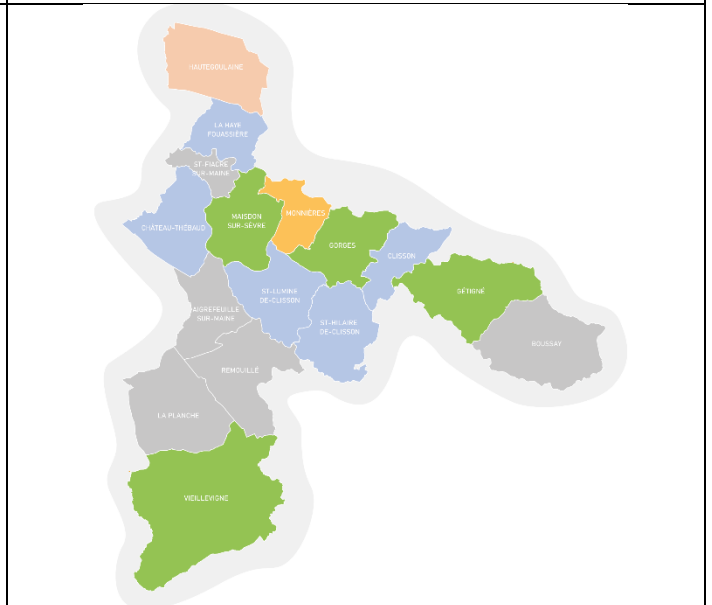 HAUTEGOULAINE
LA HAYE
FOUASSIÈRE
ST-FIACRE
SUR-MAINE
CHÂTEAU-THÉBAUD
MAISDON
SUR-SÈVRE
MONNIÈRES
GORGES
CLISSON
ST-LUMINE
DE-CLISSON
GÉTIGNÉ
AIGREFEUILLE
SUR-MAINE
ST-HILAIRE
DE-CLISSON
BOUSSAY
REMOUILLÉ
LA PLANCHE
VIEILLEVIGNE